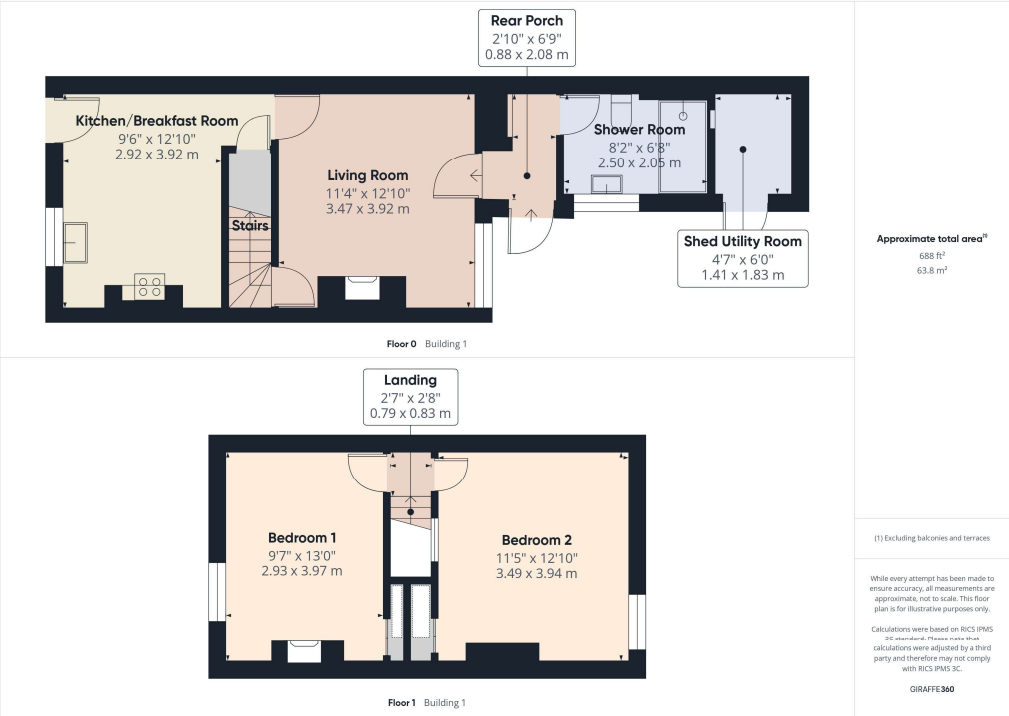 Rear Porch
2'10" x 6'9"
0.88 x 2.08 m
Kitchen/Breakfast Room
9'6" x 12'10"
2.92 x 3.92 m
Living Room
11'4" x 12'10"
3.47 x 3.92 m
Stairs
Shower Room
8'2" x 6'8"
2.50 x 2.05 m
Shed Utility Room
4'7" x 6'0"
1.41 x 1.83 m
Floor 0 Building 1
Landing
2'7" x 2'8"
0.79 x 0.83 m
Bedroom 1
9'7" x 13'0"
2.93 x 3.97 m
Bedroom 2
11'5" x 12'10"
3.49 x 3.94 m
Floor 1 Building 1
Approximate total area(1)
688 ft²
63.8 m²
(1) Excluding balconies and terraces
While every attempt has been made to
ensure accuracy, all measurements are
approximate, not to scale. This floor
plan is for illustrative purposes only.
Calculations were based on RICS IPMS
3C standard. Please note that
calculations were adjusted by a third
party and therefore may not comply
with RICS IPMS 3C.
GIRAFFE360